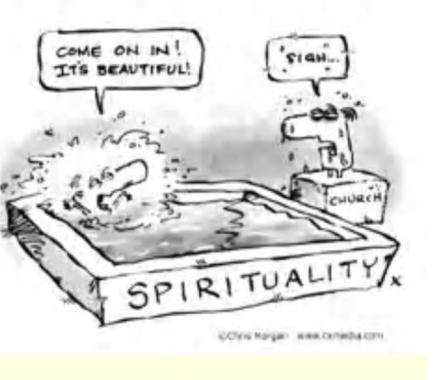 COME ON IN!
IT'S BEAUTIFUL!
SIGH...
CHURCH
SPIRITUALITY
©Chris Morgan www.cxmedia.com